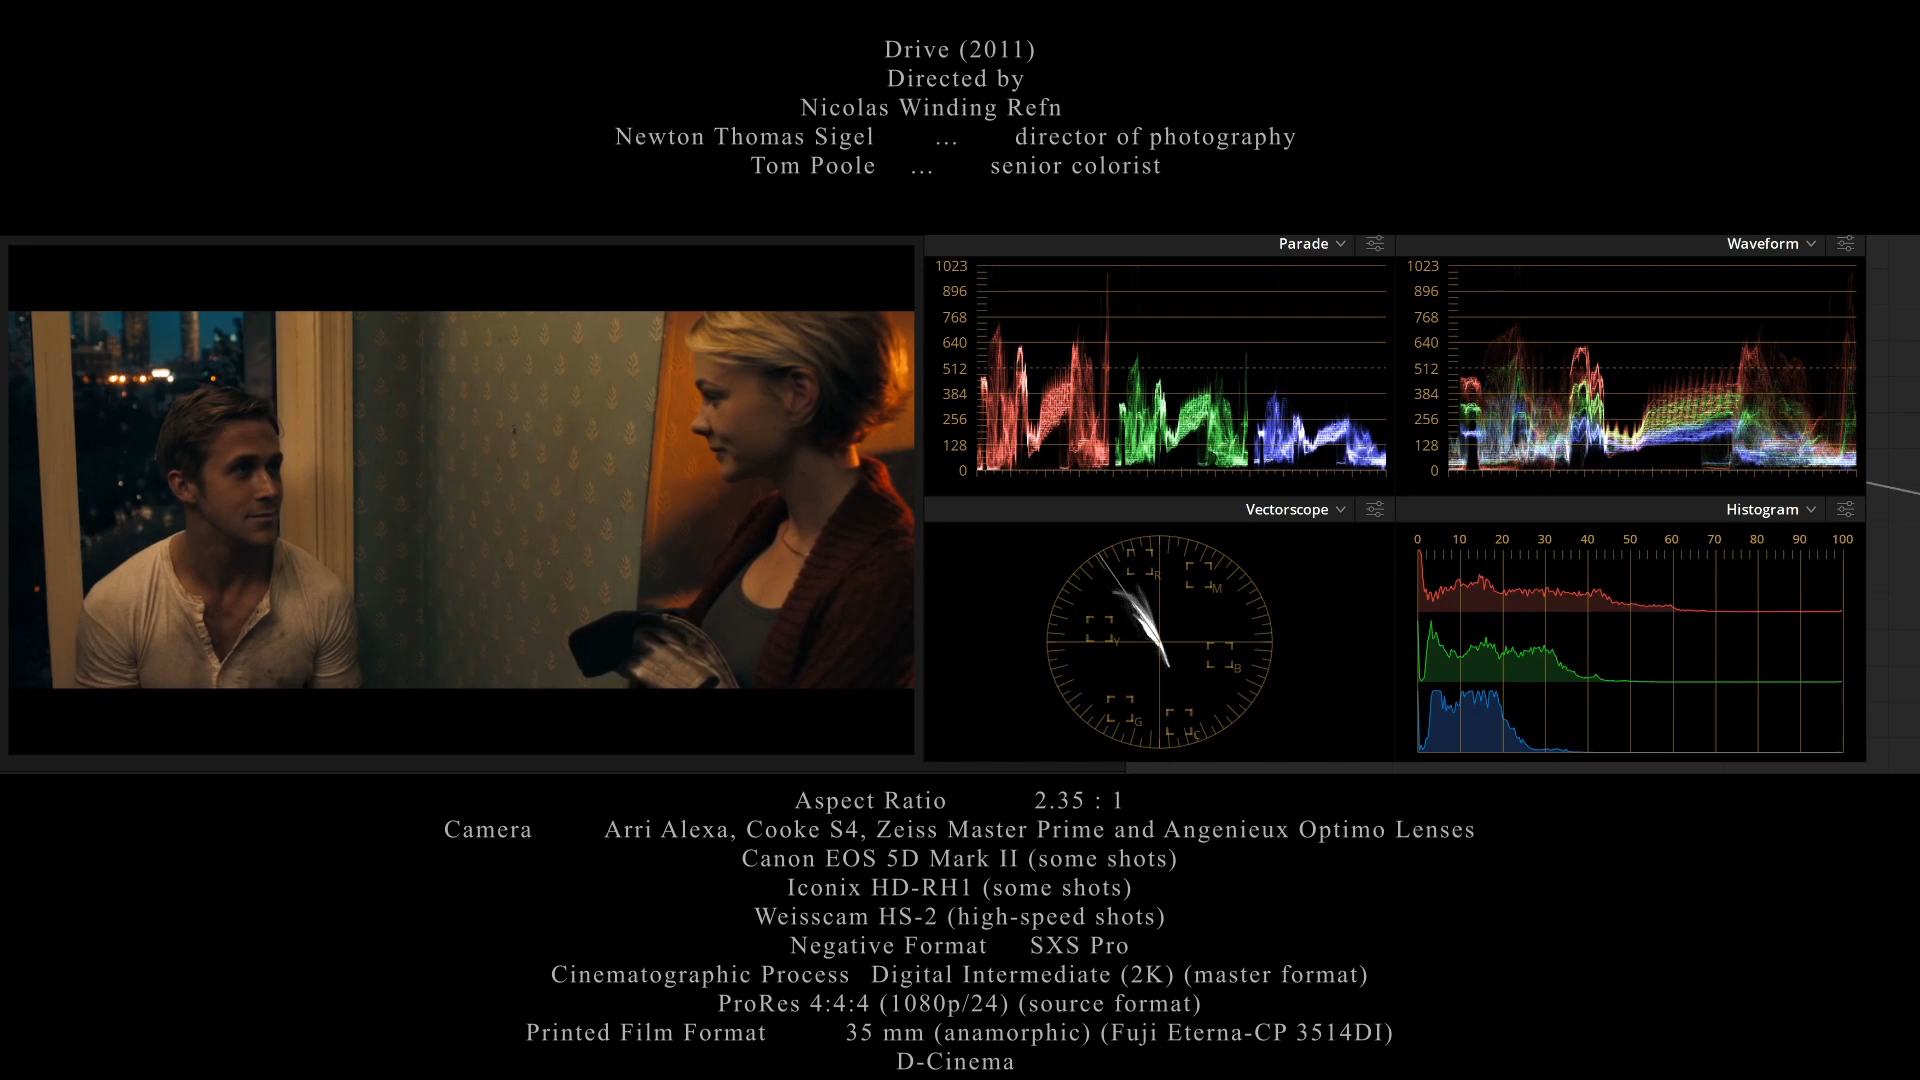 Drive (2011)
Directed by
Nicolas Winding Refn
Newton Thomas Sigel ... director of photography
Tom Poole ... senior colorist
Parade
1023
896
768
640
512
384
256
128
0
Waveform
1023
896
768
640
512
384
256
128
0
Vectorscope
R
M
Y
B
G
C
Histogram
0 10 20 30 40 50 60 70 80 90 100
Aspect Ratio 2.35 : 1
Camera Arri Alexa, Cooke S4, Zeiss Master Prime and Angenieux Optimo Lenses
Canon EOS 5D Mark II (some shots)
Iconix HD-RH1 (some shots)
Weisscam HS-2 (high-speed shots)
Negative Format SXS Pro
Cinematographic Process Digital Intermediate (2K) (master format)
ProRes 4:4:4 (1080p/24) (source format)
Printed Film Format 35 mm (anamorphic) (Fuji Eterna-CP 3514DI)
D-Cinema